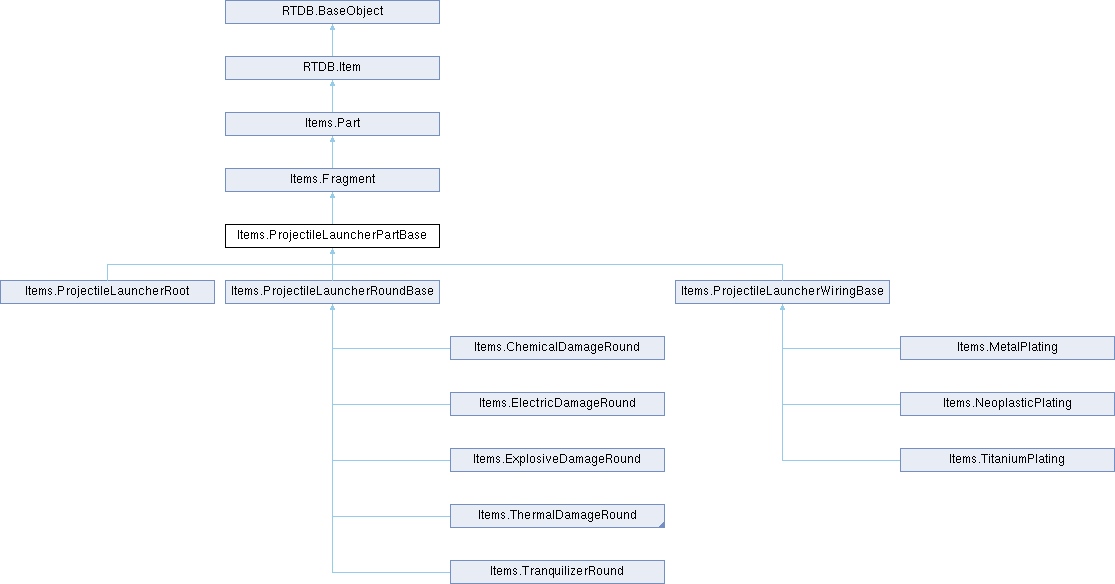 RTDB.BaseObject
RTDB.Item
Items.Part
Items.Fragment
Items.ProjectileLauncherPartBase
Items.ProjectileLauncherRoot
Items.ProjectileLauncherRoundBase
Items.ProjectileLauncherWiringBase
Items.ChemicalDamageRound
Items.MetalPlating
Items.ElectricDamageRound
Items.NeoplasticPlating
Items.ExplosiveDamageRound
Items.TitaniumPlating
Items.ThermalDamageRound
Items.TranquilizerRound